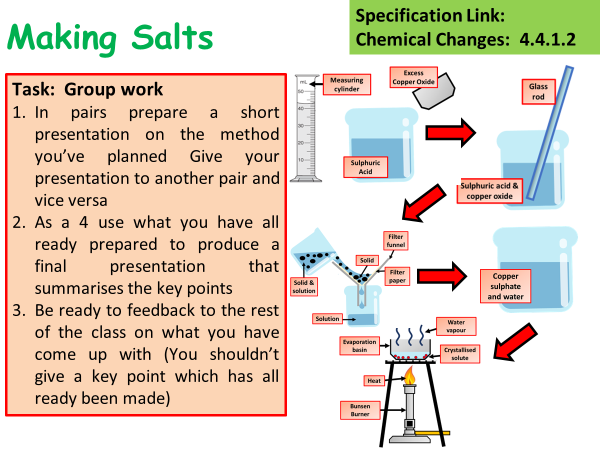 Making Salts
Specification Link:
Chemical Changes: 4.4.1.2
Task: Group work
1. In pairs prepare a short
presentation on the method
you've planned Give your
presentation to another pair and
vice versa
2. As a 4 use what you have all
ready prepared to produce a
final presentation that
summarises the key points
3. Be ready to feedback to the rest
of the class on what you have
come up with (You shouldn't
give a key point which has all
ready been made)
mL
50
40
30
20
10
Measuring
cylinder
Excess
Copper Oxide
Sulphuric
Acid
Glass
rod
Sulphuric acid &
copper oxide
Filter
funnel
Solid
Filter
paper
Solid &
solution
Solution
Copper
sulphate
and water
Water
vapour
Evaporation
basin
Crystallised
solute
Heat
Bunsen
Burner